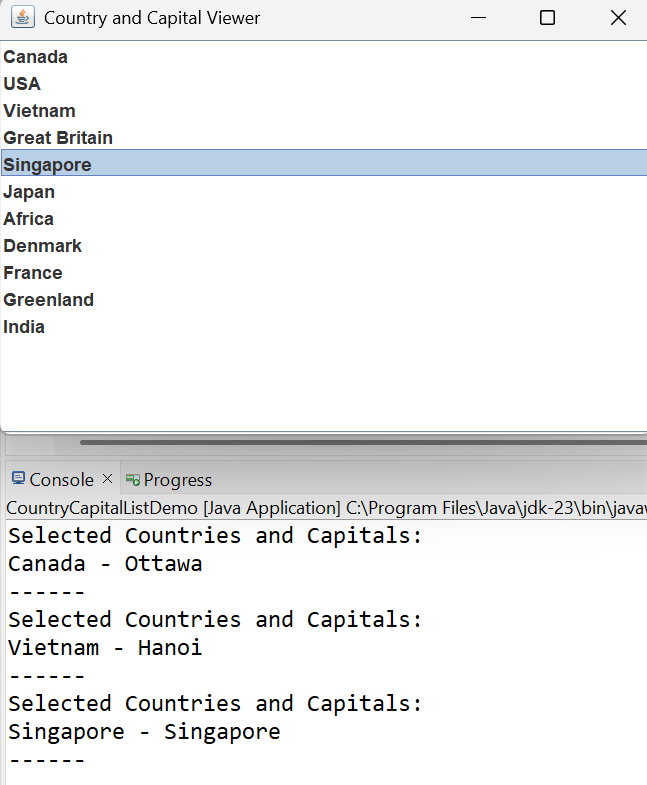 Country and Capital Viewer
Canada
USA
Vietnam
Great Britain
Singapore
Japan
Africa
Denmark
France
Greenland
India
Console Progress
CountryCapitalListDemo [Java Application] C:\Program Files\Java\jdk-23\bin\javaw
Selected Countries and Capitals:
Canada - Ottawa
------
Selected Countries and Capitals:
Vietnam - Hanoi
------
Selected Countries and Capitals:
Singapore - Singapore
------